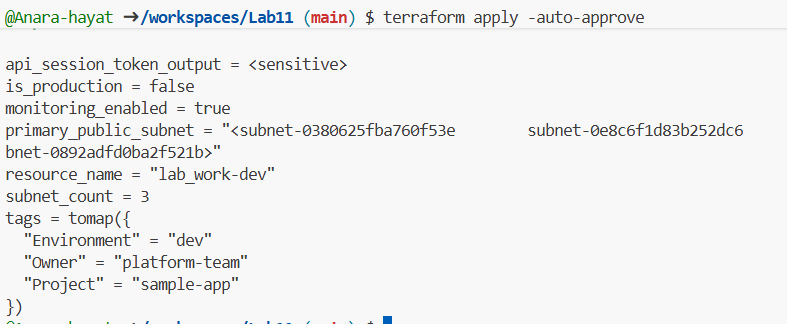 @Anara-hayat ➜/workspaces/Lab11 (main) $ terraform apply -auto-approve
api_session_token_output = <sensitive>
is_production = false
monitoring_enabled = true
primary_public_subnet = "<subnet-0380625fba760f53e        subnet-0e8c6f1d83b252dc6
bnet-0892adfd0ba2f521b>"
resource_name = "lab_work-dev"
subnet_count = 3
tags = tomap({
  "Environment" = "dev"
  "Owner" = "platform-team"
  "Project" = "sample-app"
})